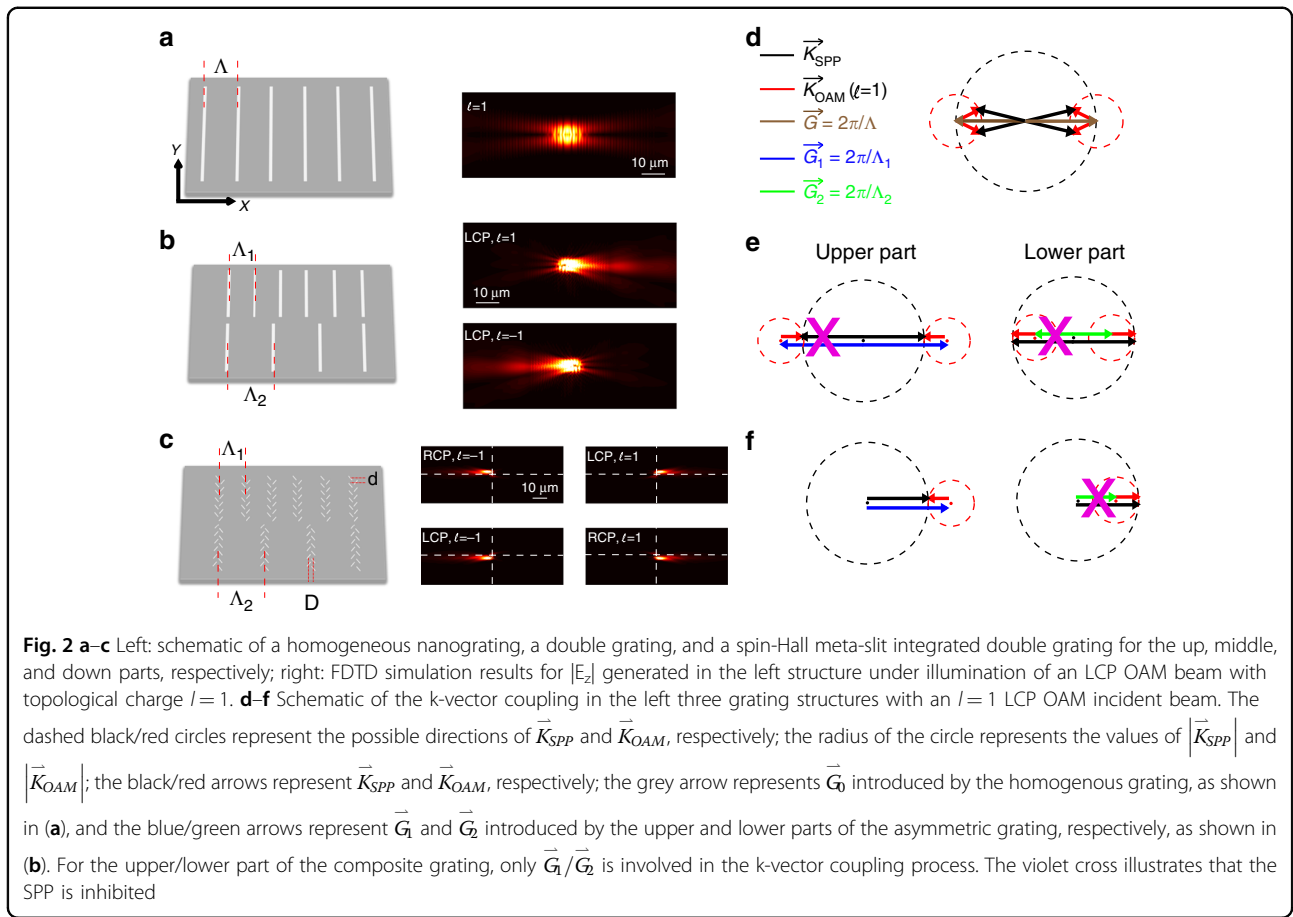 a
Λ
Y
X
ℓ=1
10 μm
b
Λ₁
Λ₂
LCP, ℓ=1
10 μm
LCP, ℓ=-1
c
Λ₁
d
Λ₂
D
RCP, ℓ=-1
10 μm
LCP, ℓ=1
LCP, ℓ=-1
RCP, ℓ=1
d
K⃗_SPP
K⃗_OAM (ℓ=1)
G⃗ = 2π/Λ
G⃗₁ = 2π/Λ₁
G⃗₂ = 2π/Λ₂
e
Upper part
Lower part
X
X
f
X
Fig. 2 a–c Left: schematic of a homogeneous nanograting, a double grating, and a spin-Hall meta-slit integrated double grating for the up, middle,
and down parts, respectively; right: FDTD simulation results for |E_z| generated in the left structure under illumination of an LCP OAM beam with
topological charge l = 1. d–f Schematic of the k-vector coupling in the left three grating structures with an l = 1 LCP OAM incident beam. The
dashed black/red circles represent the possible directions of K⃗_SPP and K⃗_OAM, respectively; the radius of the circle represents the values of |K⃗_SPP| and
|K⃗_OAM|; the black/red arrows represent K⃗_SPP and K⃗_OAM, respectively; the grey arrow represents G⃗₀ introduced by the homogenous grating, as shown
in (a), and the blue/green arrows represent G⃗₁ and G⃗₂ introduced by the upper and lower parts of the asymmetric grating, respectively, as shown in
(b). For the upper/lower part of the composite grating, only G⃗₁/G⃗₂ is involved in the k-vector coupling process. The violet cross illustrates that the
SPP is inhibited